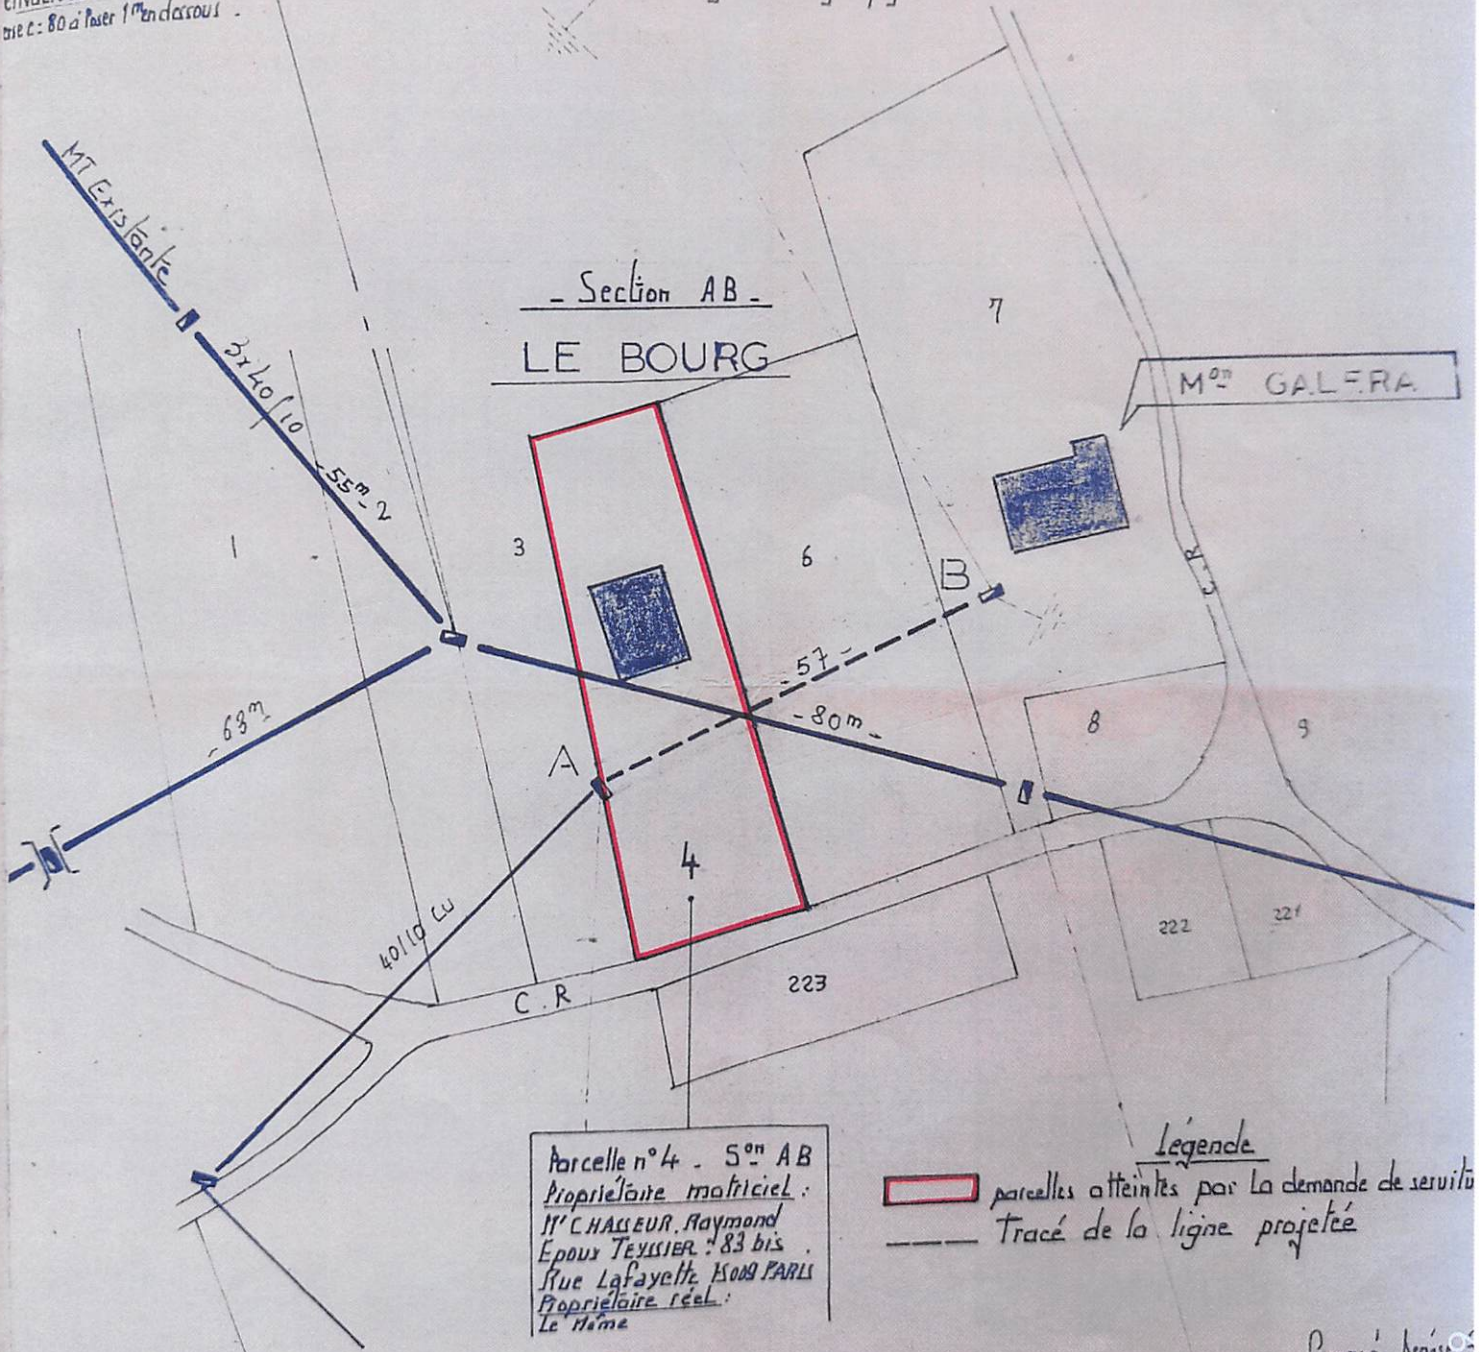 à Poser 1m en dessous.
MT Existante
3x40/10
-55m-2
- Section AB -
LE BOURG
7
Mon GALERA
1
3
6
B
C.R
-57-
-63m
A
-80m-
8
9
4
40/10 Cu
222
221
C.R
223
Parcelle n°4 - Son AB
Propriétaire matriciel :
Mr CHASSEUR. Raymond
Epoux TEYSSIER : 83 bis
Rue Lafayette 75009 PARIS
Propriétaire réel :
Le Même
Légende
parcelles atteintes par la demande de servitu
Tracé de la ligne projetée